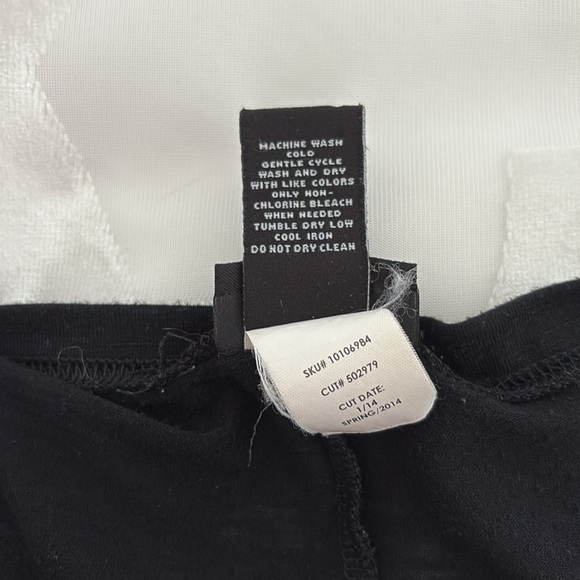 MACHINE WASH
COLD
GENTLE CYCLE
WASH AND DRY
WITH LIKE COLORS
ONLY NON-
CHLORINE BLEACH
WHEN NEEDED
TUMBLE DRY LOW
COOL IRON
DO NOT DRY CLEAN
SKU# 10106984
CUT# 502979
CUT DATE:
1/14
SPRING/2014